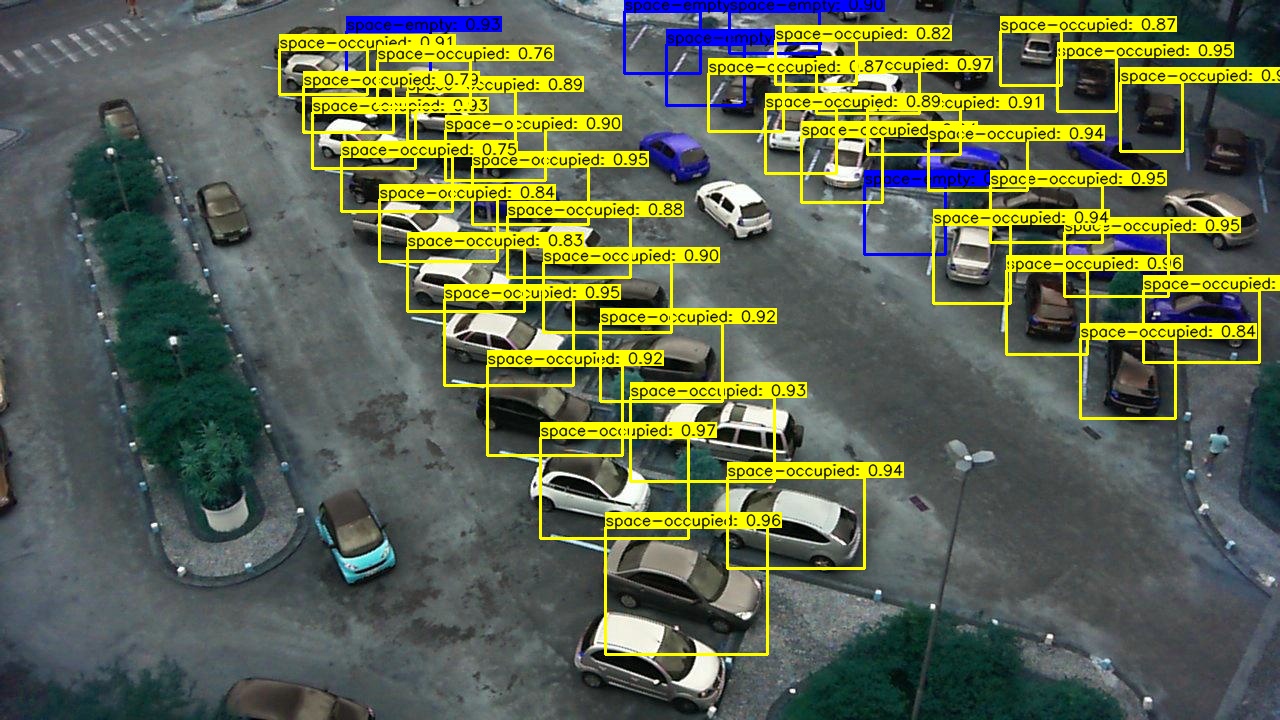 space-empty: 0.93
space-empty
space-empty: 0.90
space-occupied: 0.87
space-occupied: 0.91
space-occupied: 0.76
space-empty
space-occupied: 0.82
space-occupied: 0.95
space-occupied: 0.79
space-occupied: 0.89
space-occupied: 0.87
occupied: 0.97
space-occupied: 0.9
space-occupied: 0.93
space-occupied: 0.89
occupied: 0.91
space-occupied: 0.90
space-occupied
space-occupied: 0.94
space-occupied: 0.75
space-occupied: 0.95
space-empty:
space-occupied: 0.95
space-occupied: 0.84
space-occupied: 0.88
space-occupied: 0.94
space-occupied: 0.95
space-occupied: 0.83
space-occupied: 0.90
space-occupied: 0.96
space-occupied: 0.95
space-occupied:
space-occupied: 0.92
space-occupied: 0.84
space-occupied: 0.92
space-occupied: 0.93
space-occupied: 0.97
space-occupied: 0.94
space-occupied: 0.96